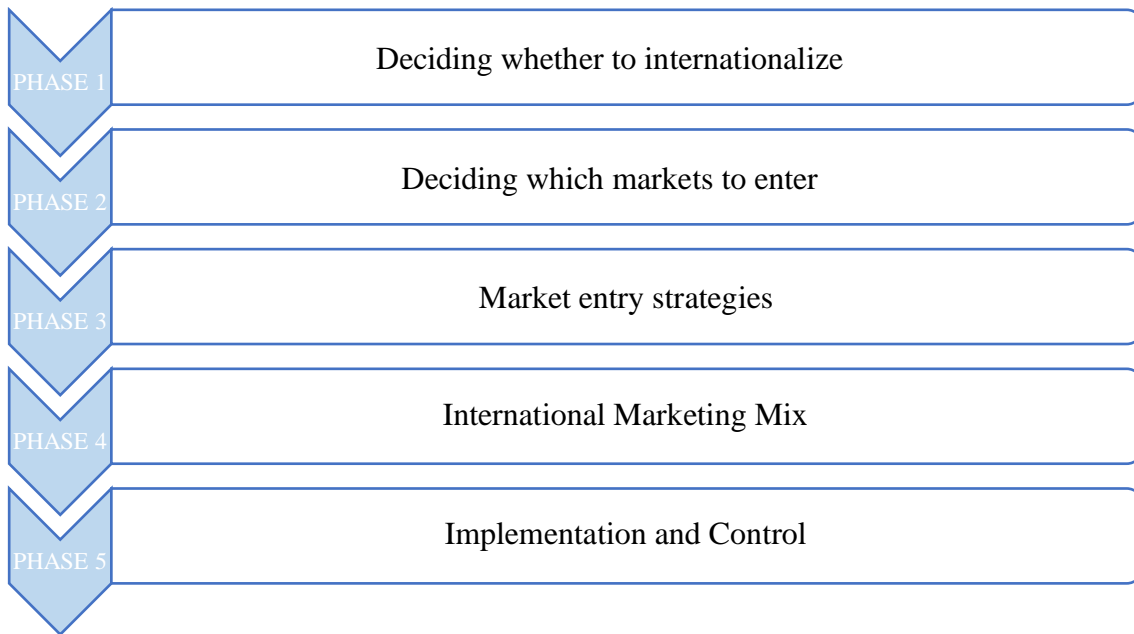 PHASE 1
Deciding whether to internationalize
PHASE 2
Deciding which markets to enter
PHASE 3
Market entry strategies
PHASE 4
International Marketing Mix
PHASE 5
Implementation and Control